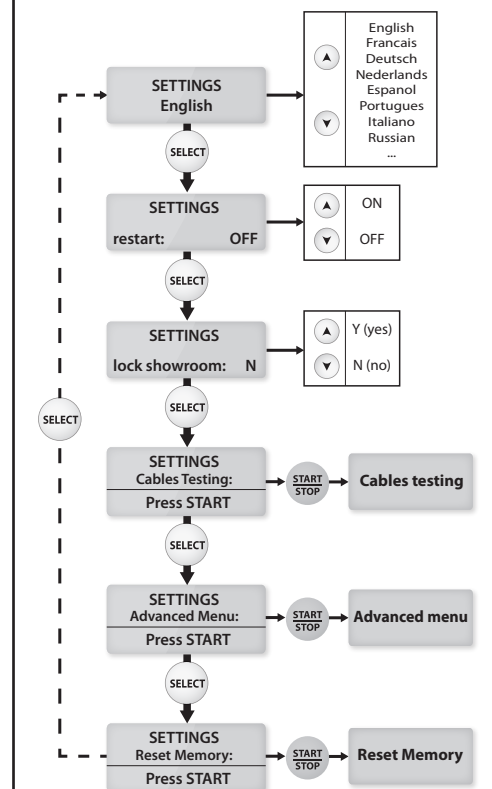 English
Francais
Deutsch
Nederlands
Espanol
Portugues
Italiano
Russian
...
SETTINGS
English
SELECT
SETTINGS
restart: OFF
ON
OFF
SELECT
SETTINGS
lock showroom: N
Y (yes)
N (no)
SELECT
SELECT
SETTINGS
Cables Testing:
Press START
START
STOP
Cables testing
SELECT
SETTINGS
Advanced Menu:
Press START
START
STOP
Advanced menu
SELECT
SETTINGS
Reset Memory:
Press START
START
STOP
Reset Memory